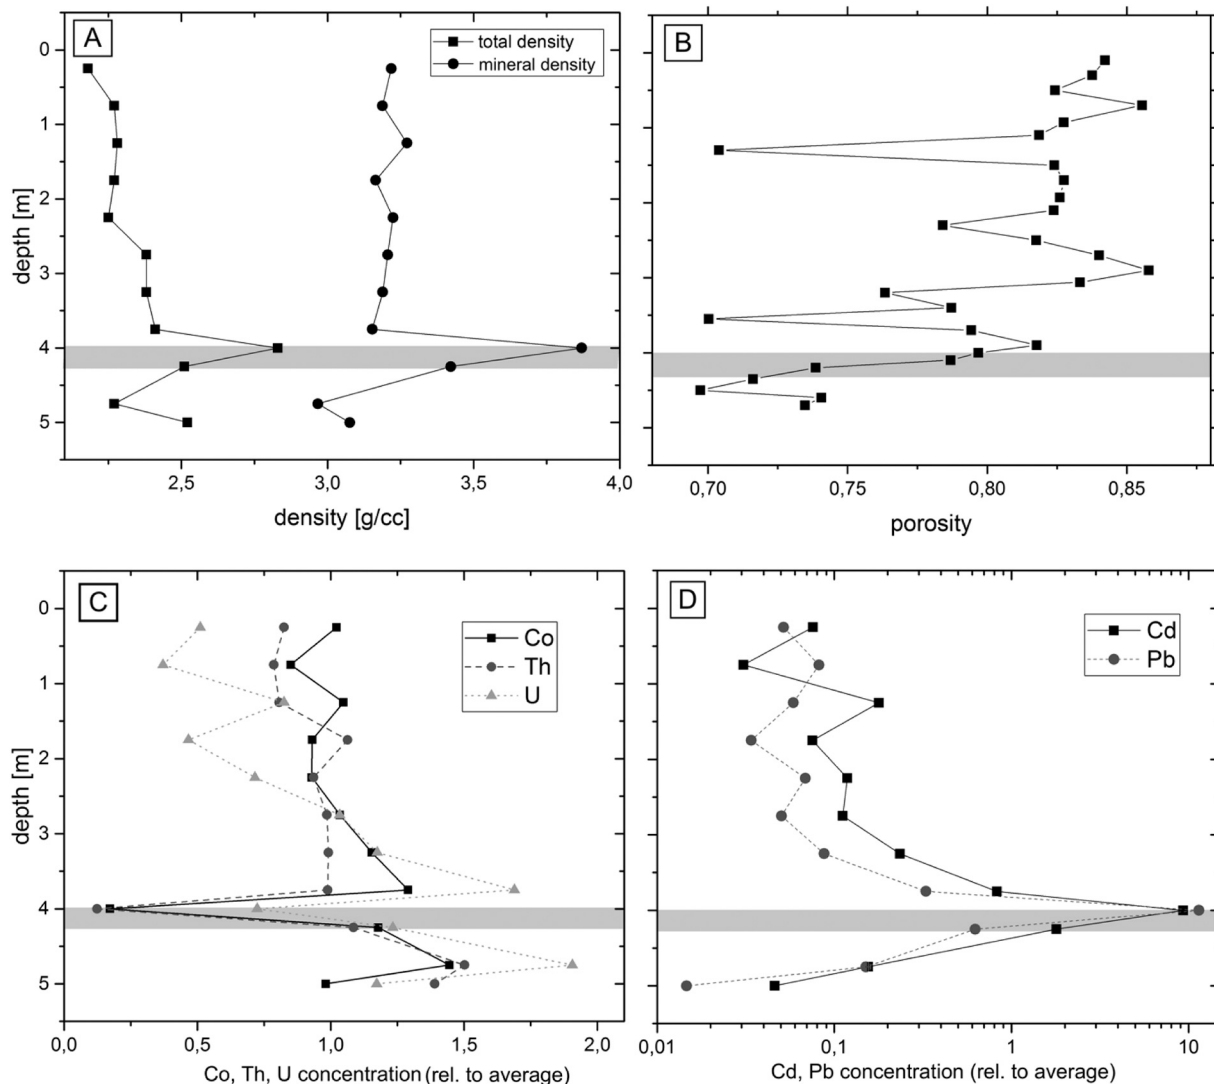 A
total density
mineral density
0
1
2
3
4
5
depth [m]
2,5
3,0
3,5
4,0
density [g/cc]
B
0,70
0,75
0,80
0,85
porosity
C
Co
Th
U
0
1
2
3
4
5
depth [m]
0,0
0,5
1,0
1,5
2,0
Co, Th, U concentration (rel. to average)
D
Cd
Pb
0,01
0,1
1
10
Cd, Pb concentration (rel. to average)